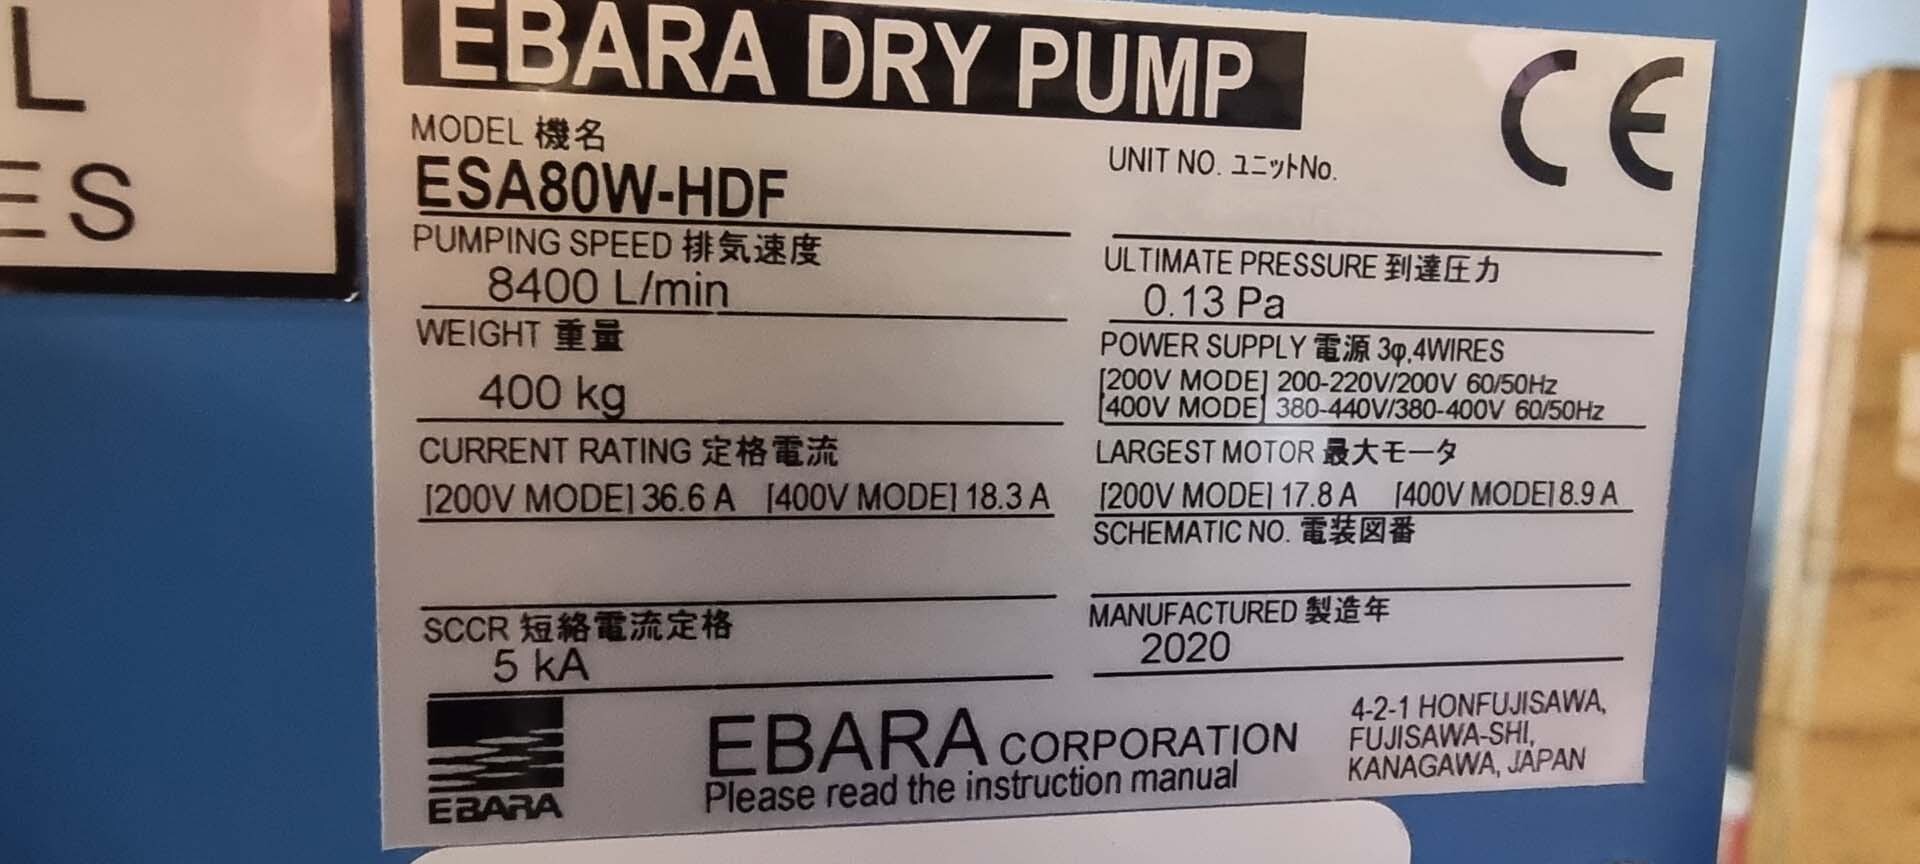 L
ES
EBARA DRY PUMP
CE
MODEL 機名
ESA80W-HDF
UNIT NO. ユニットNo.
PUMPING SPEED 排気速度
8400 L/min
ULTIMATE PRESSURE 到達圧力
0.13 Pa
WEIGHT 重量
400 kg
POWER SUPPLY 電源 3φ,4WIRES
[200V MODE] 200-220V/200V 60/50Hz
[400V MODE] 380-440V/380-400V 60/50Hz
CURRENT RATING 定格電流
[200V MODE] 36.6 A [400V MODE] 18.3 A
LARGEST MOTOR 最大モータ
[200V MODE] 17.8 A [400V MODE] 8.9 A
SCHEMATIC NO. 電装図番
SCCR 短絡電流定格
5 kA
MANUFACTURED 製造年
2020
EBARA
EBARA CORPORATION
Please read the instruction manual
4-2-1 HONFUJISAWA,
FUJISAWA-SHI,
KANAGAWA, JAPAN